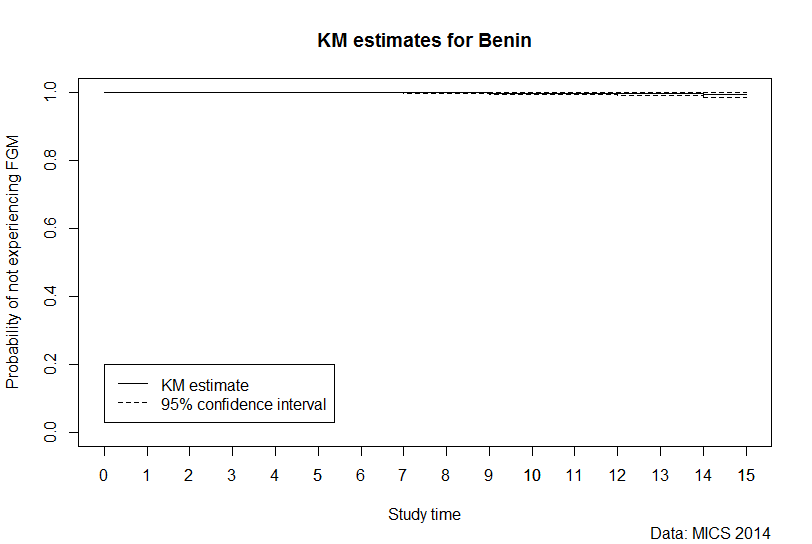 KM estimates for Benin
Probability of not experiencing FGM
1.0
0.8
0.6
0.4
0.2
0.0
KM estimate
95% confidence interval
0 1 2 3 4 5 6 7 8 9 10 11 12 13 14 15
Study time
Data: MICS 2014